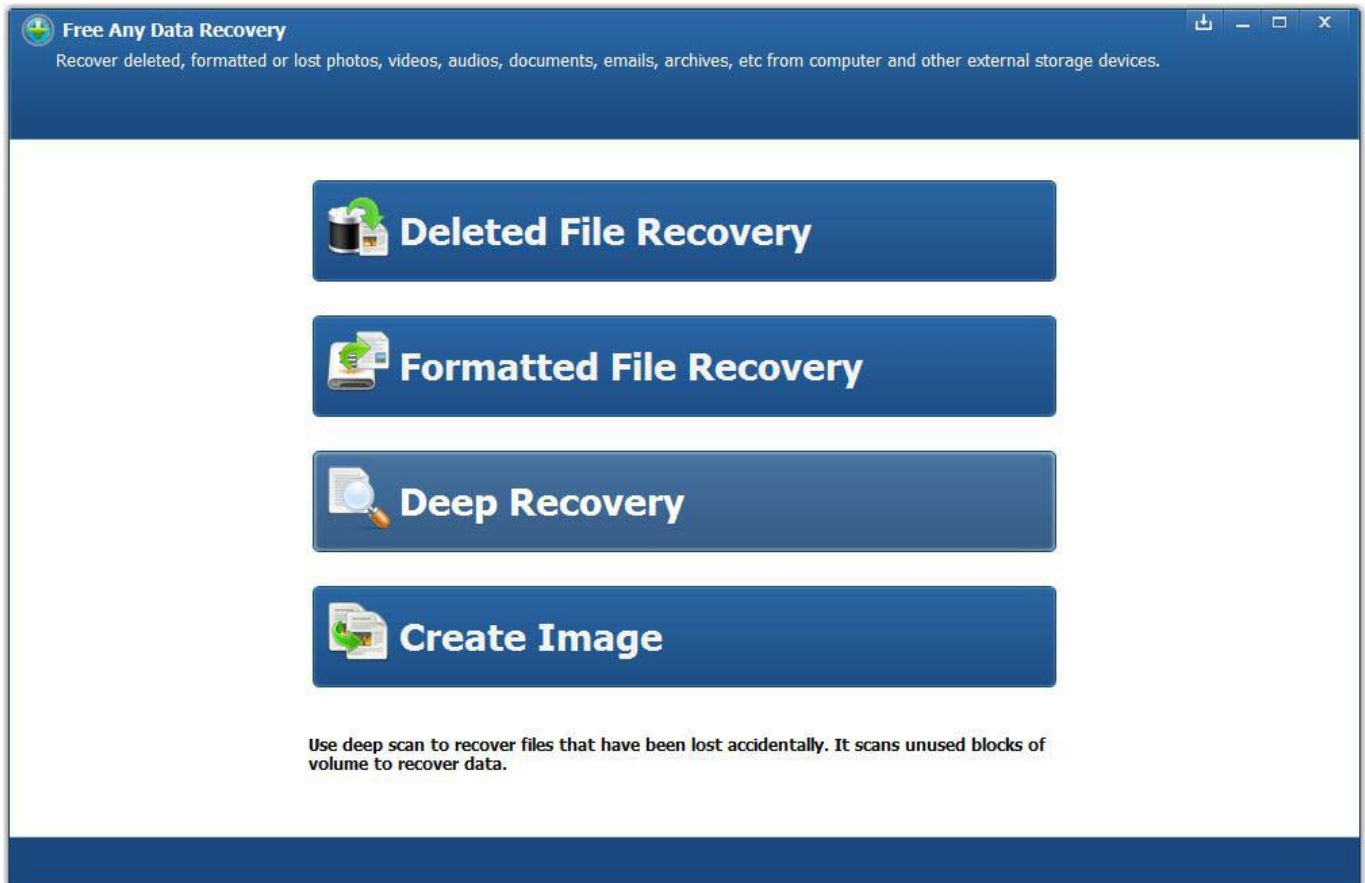 Free Any Data Recovery
Recover deleted, formatted or lost photos, videos, audios, documents, emails, archives, etc from computer and other external storage devices.
Deleted File Recovery
Formatted File Recovery
Deep Recovery
Create Image
Use deep scan to recover files that have been lost accidentally. It scans unused blocks of
volume to recover data.